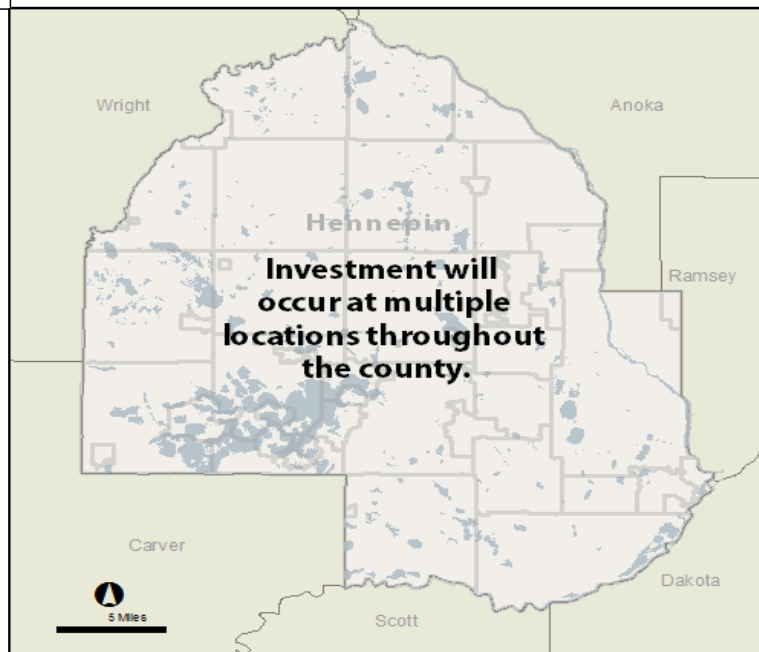 Wright
Anoka
Hennepin
Investment will
occur at multiple
locations throughout
the county.
Ramsey
Carver
Dakota
5 Miles
Scott